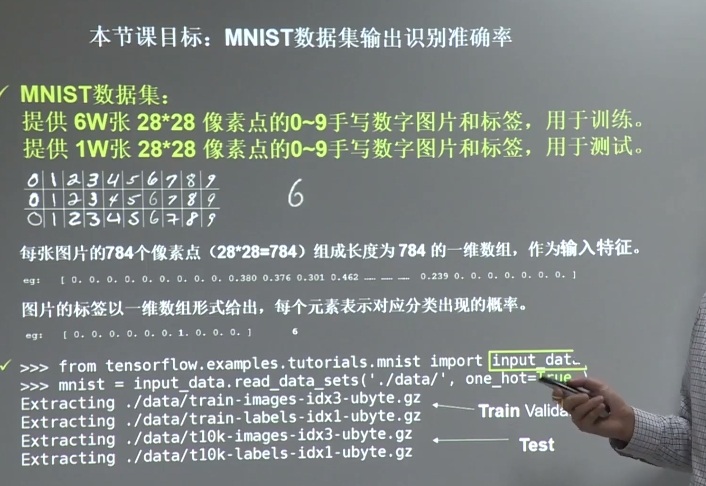 本节课目标：MNIST数据集输出识别准确率
✓ MNIST数据集：
提供 6W张 28*28 像素点的0~9手写数字图片和标签，用于训练。
提供 1W张 28*28 像素点的0~9手写数字图片和标签，用于测试。
0 1 2 3 4 5 6 7 8 9
0 1 2 3 4 5 6 7 8 9
0 1 2 3 4 5 6 7 8 9
6
每张图片的784个像素点（28*28=784）组成长度为 784 的一维数组，作为输入特征。
eg: [ 0. 0. 0. 0. 0. 0. 0. 0. 0. 0.380 0.376 0.301 0.462 …… …… …… 0.239 0. 0. 0. 0. 0. 0. 0. ]
图片的标签以一维数组形式给出，每个元素表示对应分类出现的概率。
eg: [ 0. 0. 0. 0. 0. 0. 1. 0. 0. 0. ] 6
✓ >>> from tensorflow.examples.tutorials.mnist import
>>> mnist = input_data.read_data_sets('./data/', one_hot=True
Extracting ./data/train-images-idx3-ubyte.gz
Extracting ./data/train-labels-idx1-ubyte.gz
Train
Extracting ./data/t10k-images-idx3-ubyte.gz
Extracting ./data/t10k-labels-idx1-ubyte.gz
Test